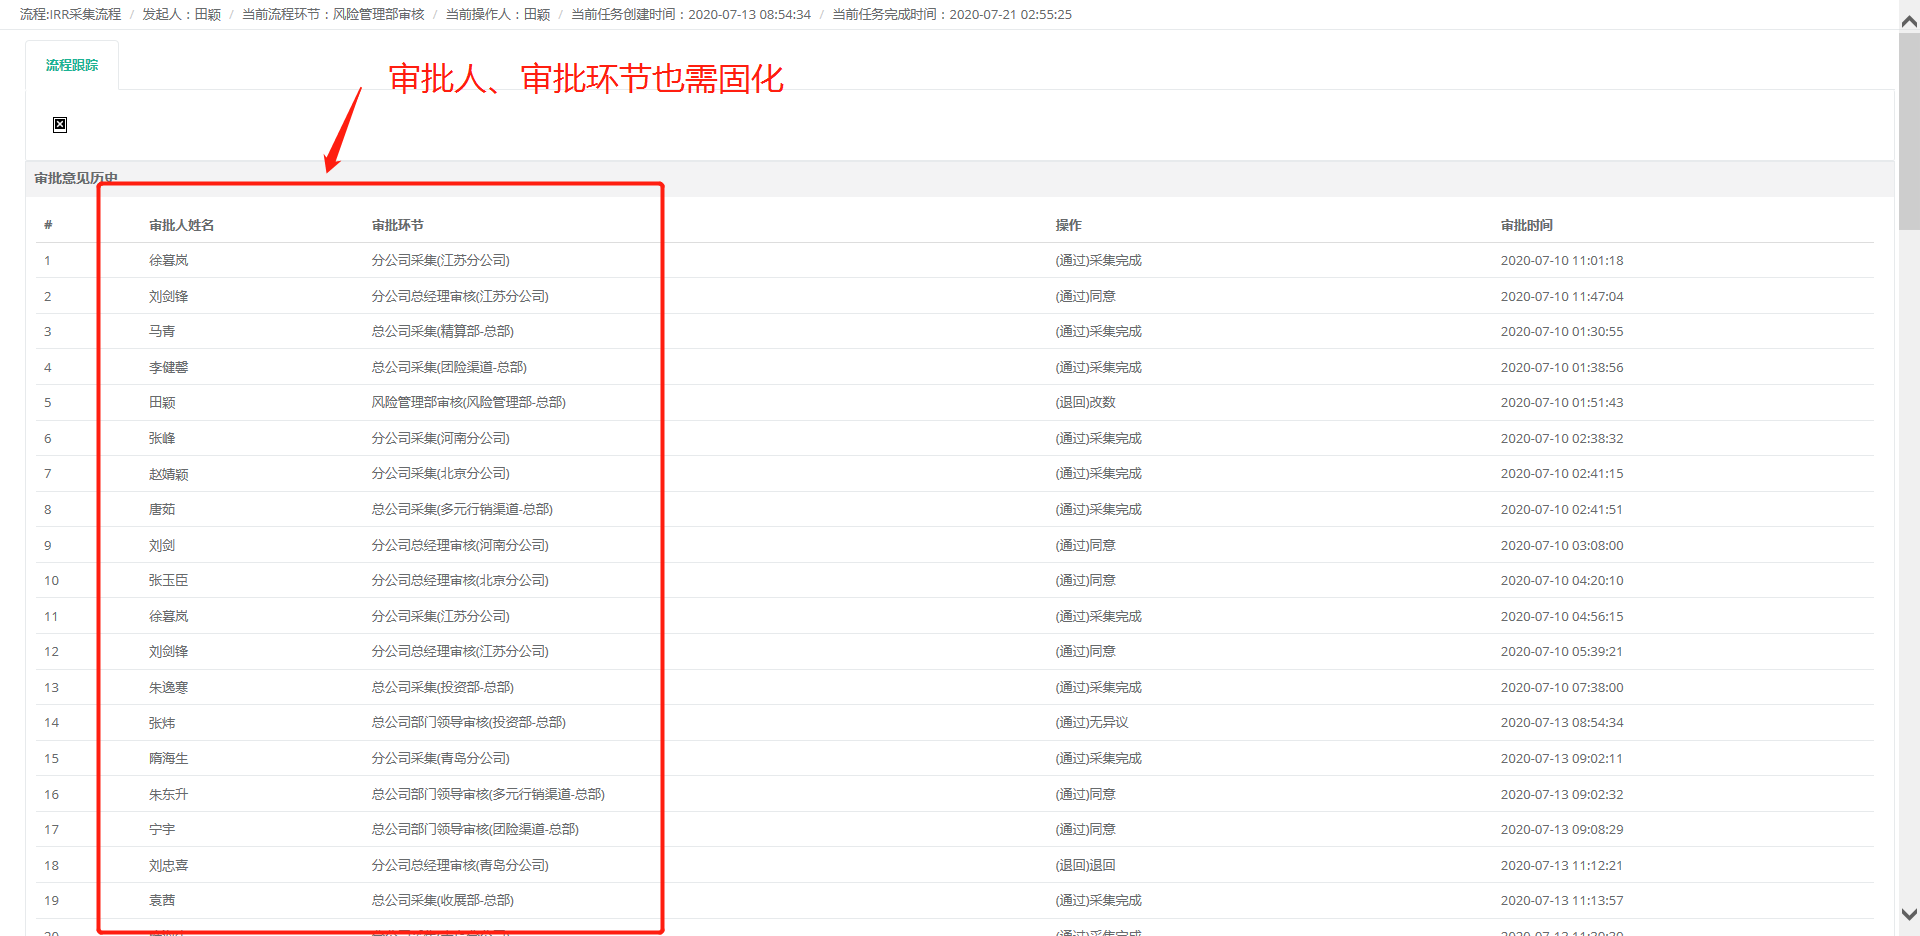 流程:IRR采集流程 / 发起人：田颖 / 当前流程环节：风险管理部审核 / 当前操作人：田颖 / 当前任务创建时间：2020-07-13 08:54:34 / 当前任务完成时间：2020-07-21 02:55:25
流程跟踪
审批人、审批环节也需固化
审批意见历史
# 审批人姓名 审批环节 操作 审批时间
1 徐暮岚 分公司采集(江苏分公司) (通过)采集完成 2020-07-10 11:01:18
2 刘剑锋 分公司总经理审核(江苏分公司) (通过)同意 2020-07-10 11:47:04
3 马青 总公司采集(精算部-总部) (通过)采集完成 2020-07-10 01:30:55
4 李健馨 总公司采集(团险渠道-总部) (通过)采集完成 2020-07-10 01:38:56
5 田颖 风险管理部审核(风险管理部-总部) (退回)改数 2020-07-10 01:51:43
6 张峰 分公司采集(河南分公司) (通过)采集完成 2020-07-10 02:38:32
7 赵婧颖 分公司采集(北京分公司) (通过)采集完成 2020-07-10 02:41:15
8 唐茹 总公司采集(多元行销渠道-总部) (通过)采集完成 2020-07-10 02:41:51
9 刘剑 分公司总经理审核(河南分公司) (通过)同意 2020-07-10 03:08:00
10 张玉臣 分公司总经理审核(北京分公司) (通过)同意 2020-07-10 04:20:10
11 徐暮岚 分公司采集(江苏分公司) (通过)采集完成 2020-07-10 04:56:15
12 刘剑锋 分公司总经理审核(江苏分公司) (通过)同意 2020-07-10 05:39:21
13 朱逸寒 总公司采集(投资部-总部) (通过)采集完成 2020-07-10 07:38:00
14 张炜 总公司部门领导审核(投资部-总部) (通过)无异议 2020-07-13 08:54:34
15 隋海生 分公司采集(青岛分公司) (通过)采集完成 2020-07-13 09:02:11
16 朱东升 总公司部门领导审核(多元行销渠道-总部) (通过)同意 2020-07-13 09:02:32
17 宁宇 总公司部门领导审核(团险渠道-总部) (通过)同意 2020-07-13 09:08:29
18 刘忠喜 分公司总经理审核(青岛分公司) (退回)退回 2020-07-13 11:12:21
19 袁茜 总公司采集(收展部-总部) (通过)采集完成 2020-07-13 11:13:57